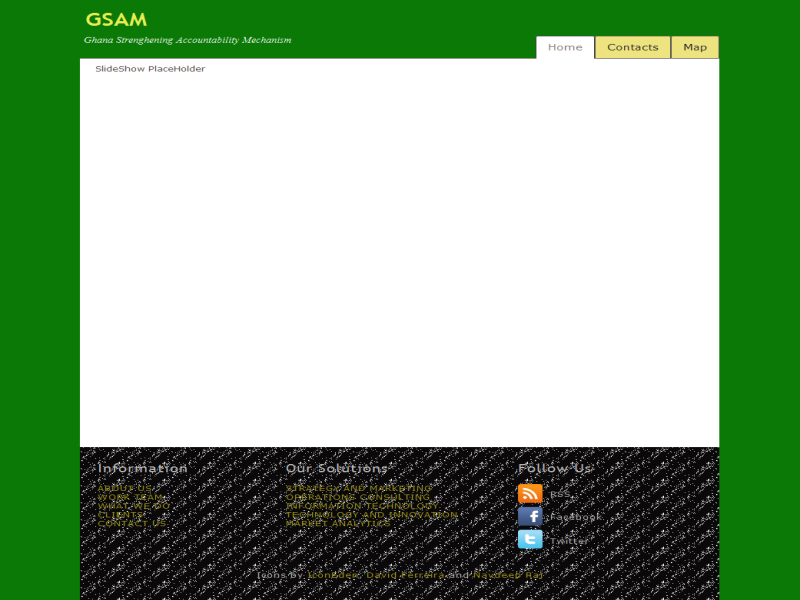 GSAM
Ghana Strenghening Accountability Mechanism
Home
Contacts
Map
SlideShow PlaceHolder
Information
ABOUT US
WORK TEAM
WHAT WE DO
CLIENTS
CONTACT US
Our Solutions
STRATEGY AND MARKETING
OPERATIONS CONSULTING
INFORMATION TECHNOLOGY
TECHNOLOGY AND INNOVATION
MARKET ANALYTICS
Follow Us
RSS
Facebook
Twitter
Icons by IconEden, David Ferreira and Navdeep Raj